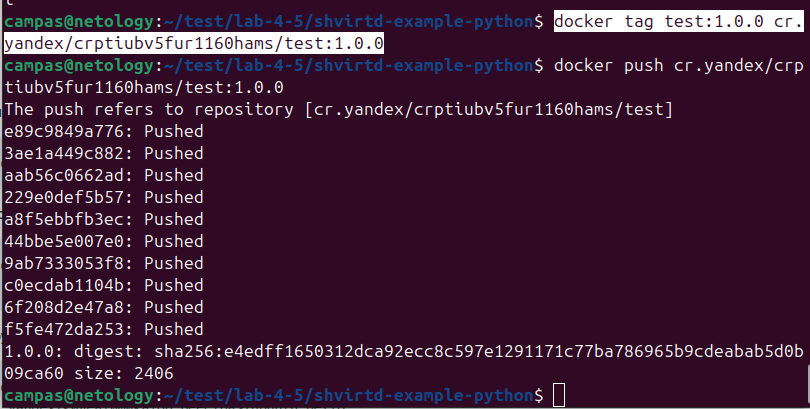 campas@netology:~/test/lab-4-5/shvirtd-example-python$ docker tag test:1.0.0 cr.
yandex/crptiubv5fur1160hams/test:1.0.0
campas@netology:~/test/lab-4-5/shvirtd-example-python$ docker push cr.yandex/crp
tiubv5fur1160hams/test:1.0.0
The push refers to repository [cr.yandex/crptiubv5fur1160hams/test]
e89c9849a776: Pushed
3ae1a449c882: Pushed
aab56c0662ad: Pushed
229e0def5b57: Pushed
a8f5ebbfb3ec: Pushed
44bbe5e007e0: Pushed
9ab7333053f8: Pushed
c0ecdab1104b: Pushed
6f208d2e47a8: Pushed
f5fe472da253: Pushed
1.0.0: digest: sha256:e4edff1650312dca92ecc8c597e1291171c77ba786965b9cdeabab5d0b
09ca60 size: 2406
campas@netology:~/test/lab-4-5/shvirtd-example-python$